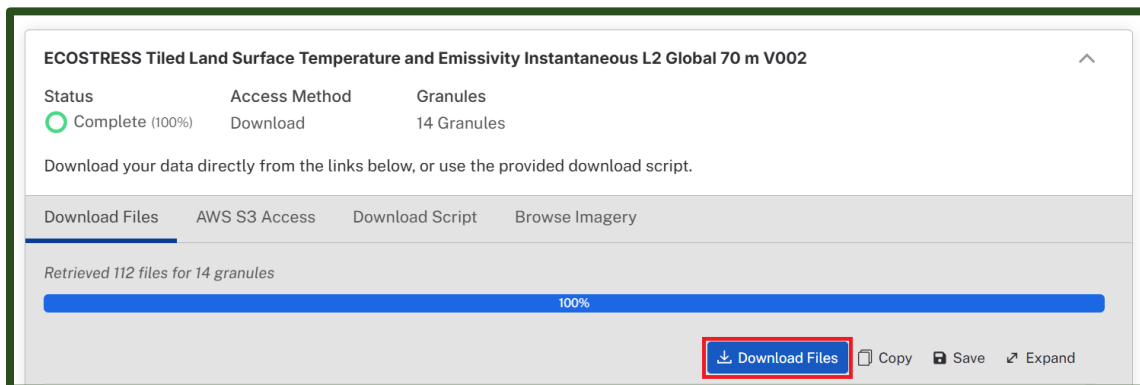 ECOSTRESS Tiled Land Surface Temperature and Emissivity Instantaneous L2 Global 70 m V002
Status Access Method Granules
Complete (100%) Download 14 Granules
Download your data directly from the links below, or use the provided download script.
Download Files AWS S3 Access Download Script Browse Imagery
Retrieved 112 files for 14 granules
100%
Download Files Copy Save Expand